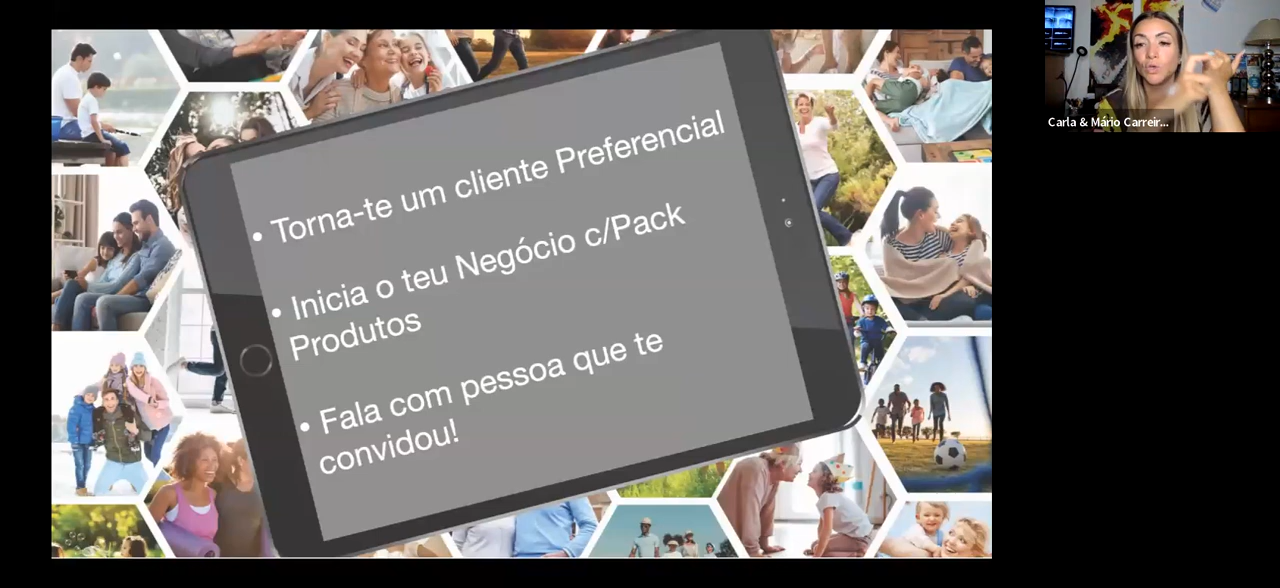 • Torna-te um cliente Preferencial
• Inicia o teu Negócio c/Pack
Produtos
• Fala com pessoa que te
convidou!
Carla & Mário Carreir...